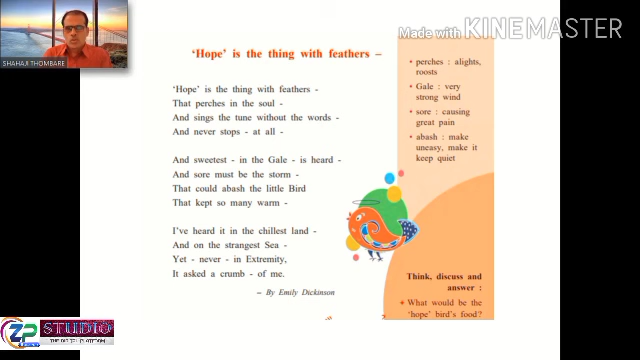 Made with KINEMASTER
SHAHAJI THOMBARE
'Hope' is the thing with feathers –
'Hope' is the thing with feathers -
That perches in the soul -
And sings the tune without the words -
And never stops - at all -
And sweetest - in the Gale - is heard -
And sore must be the storm -
That could abash the little Bird
That kept so many warm -
I've heard it in the chillest land -
And on the strangest Sea -
Yet - never - in Extremity,
It asked a crumb - of me.
– By Emily Dickinson
• perches : alights,
roosts
• Gale : very
strong wind
• sore : causing
great pain
• abash : make
uneasy, make it
keep quiet
Think, discuss and
answer :
What would be the
'hope' bird's food?
ZP STUDIO
THE DIGITAL PLATFORM